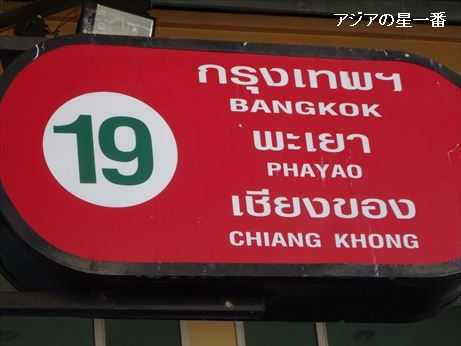 アジアの星一番
19
กรุงเทพฯ
BANGKOK
พะเยา
PHAYAO
เชียงของ
CHIANG KHONG